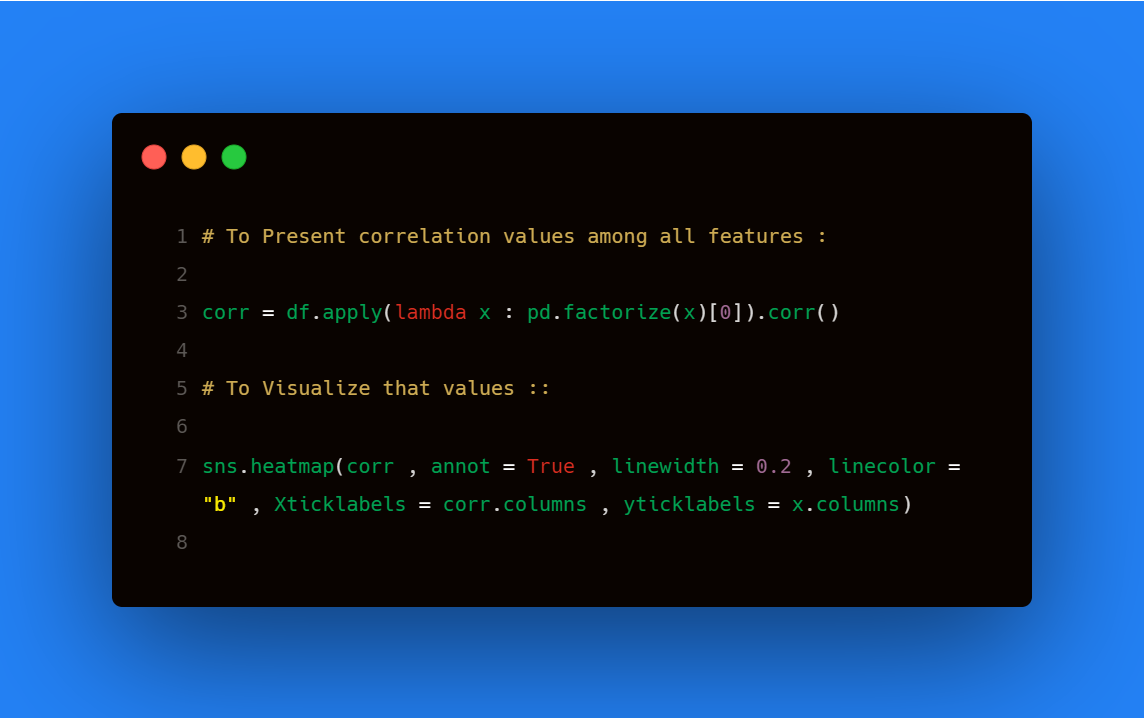 1 # To Present correlation values among all features :
2
3 corr = df.apply(lambda x : pd.factorize(x)[0]).corr()
4
5 # To Visualize that values ::
6
7 sns.heatmap(corr , annot = True , linewidth = 0.2 , linecolor =
"b" , Xticklabels = corr.columns , yticklabels = x.columns)
8